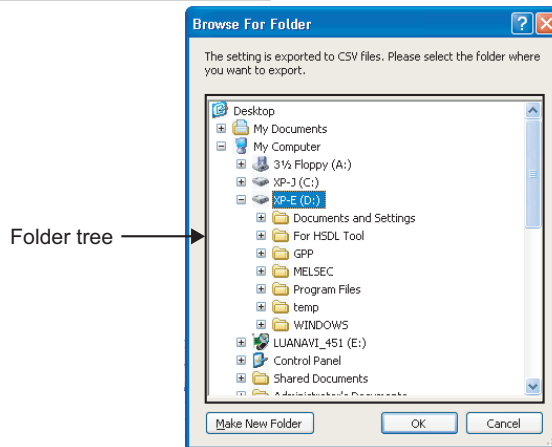 Browse For Folder
The setting is exported to CSV files. Please select the folder where
you want to export.
Desktop
My Documents
My Computer
3½ Floppy (A:)
XP-J (C:)
XP-E (D:)
Documents and Settings
Folder tree
For HSDL Tool
GPP
MELSEC
Program Files
temp
WINDOWS
LUANAVI_451 (E:)
Control Panel
Shared Documents
Administrator's Documents
Make New Folder
OK
Cancel